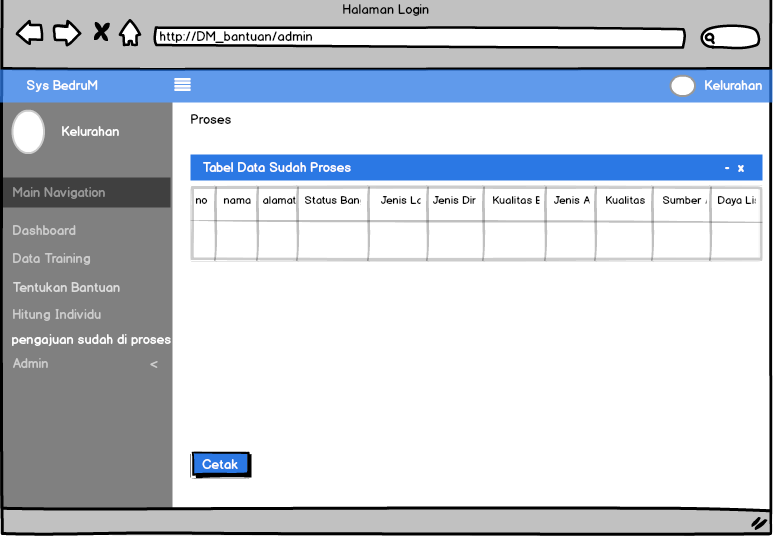 Halaman Login
http://DM_bantuan/admin
Sys BedruM
Kelurahan
Kelurahan
Main Navigation
Dashboard
Data Training
Tentukan Bantuan
Hitung Individu
pengajuan sudah di proses
Admin <
Proses
Tabel Data Sudah Proses - x
no nama alamat Status Ban Jenis La Jenis Din Kualitas E Jenis A Kualitas Sumber Daya Li
Cetak